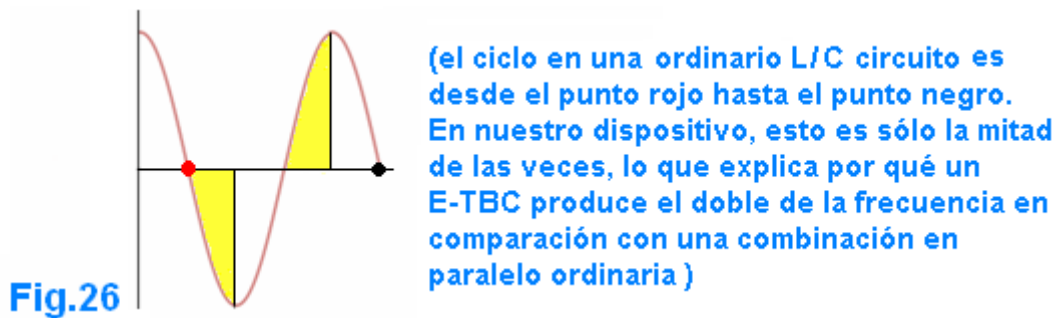 (el ciclo en una ordinario L/C circuito es
desde el punto rojo hasta el punto negro.
En nuestro dispositivo, esto es sólo la mitad
de las veces, lo que explica por qué un
E-TBC produce el doble de la frecuencia en
comparación con una combinación en
paralelo ordinaria )
Fig.26